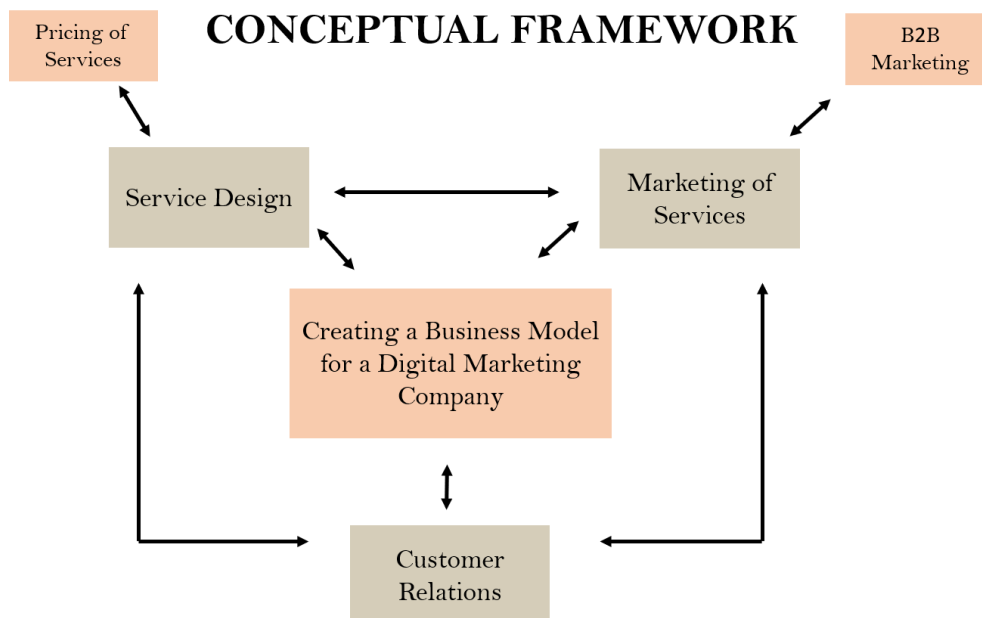 CONCEPTUAL FRAMEWORK
Pricing of
Services
B2B
Marketing
Service Design
Marketing of
Services
Creating a Business Model
for a Digital Marketing
Company
Customer
Relations